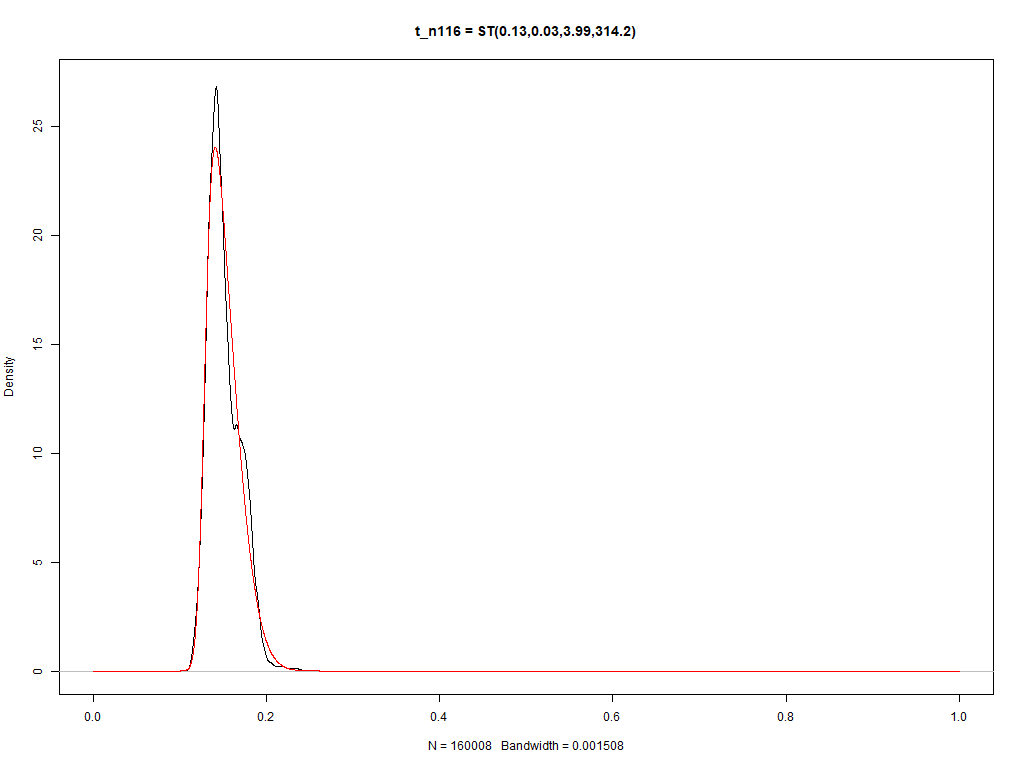 t_n116 = ST(0.13,0.03,3.99,314.2)
25
20
15
10
5
0
Density
0.0 0.2 0.4 0.6 0.8 1.0
N = 160008 Bandwidth = 0.001508